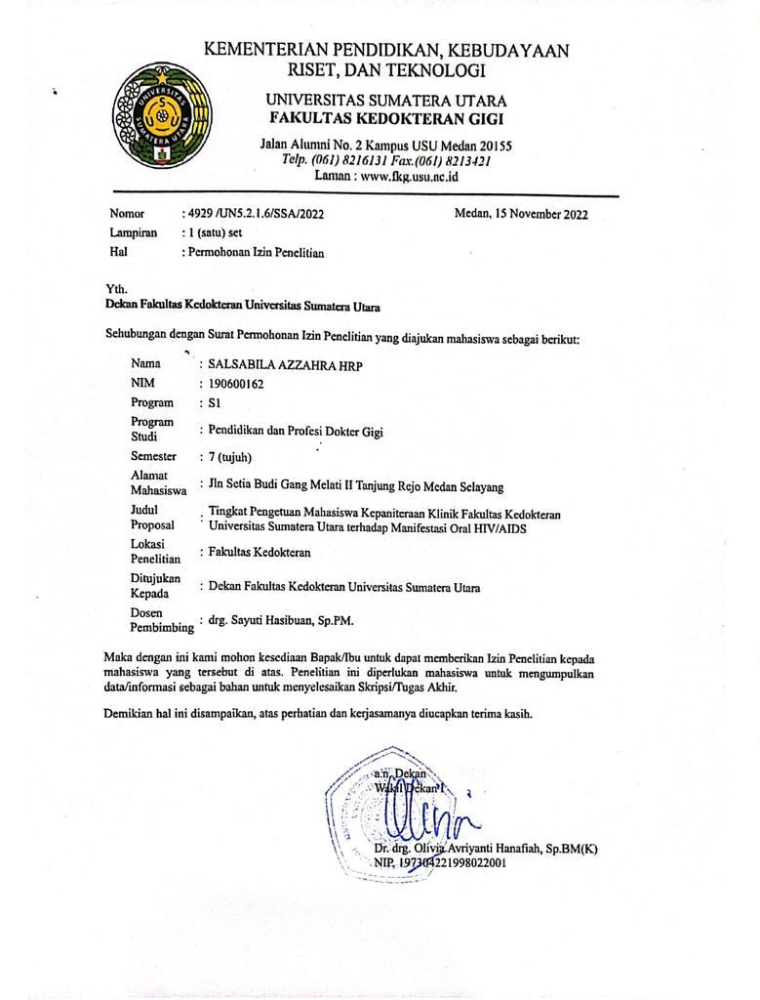 KEMENTERIAN PENDIDIKAN, KEBUDAYAAN
RISET, DAN TEKNOLOGI
UNIVERSITAS SUMATERA UTARA
FAKULTAS KEDOKTERAN GIGI
Jalan Alumni No. 2 Kampus USU Medan 20155
Telp. (061) 8216131 Fax.(061) 8213421
Laman : www.fkg.usu.ac.id
UNIVERSITAS
SUMATERA UTARA
USU
Nomor : 4929 /UN5.2.1.6/SSA/2022 Medan, 15 November 2022
Lampiran : 1 (satu) set
Hal : Permohonan Izin Penelitian
Yth.
Dekan Fakultas Kedokteran Universitas Sumatera Utara
Sehubungan dengan Surat Permohonan Izin Penelitian yang diajukan mahasiswa sebagai berikut:
Nama : SALSABILA AZZAHRA HRP
NIM : 190600162
Program : S1
Program
Studi : Pendidikan dan Profesi Dokter Gigi
Semester : 7 (tujuh)
Alamat
Mahasiswa : Jln Setia Budi Gang Melati II Tanjung Rejo Medan Selayang
Judul
Proposal : Tingkat Pengetuan Mahasiswa Kepaniteraan Klinik Fakultas Kedokteran
Universitas Sumatera Utara terhadap Manifestasi Oral HIV/AIDS
Lokasi
Penelitian : Fakultas Kedokteran
Ditujukan
Kepada : Dekan Fakultas Kedokteran Universitas Sumatera Utara
Dosen
Pembimbing : drg. Sayuti Hasibuan, Sp.PM.
Maka dengan ini kami mohon kesediaan Bapak/Ibu untuk dapat memberikan Izin Penelitian kepada
mahasiswa yang tersebut di atas. Penelitian ini diperlukan mahasiswa untuk mengumpulkan
data/informasi sebagai bahan untuk menyelesaikan Skripsi/Tugas Akhir.
Demikian hal ini disampaikan, atas perhatian dan kerjasamanya diucapkan terima kasih.
a.n. Dekan
Wakil Dekan I
Dr. drg. Olivia Avriyanti Hanafiah, Sp.BM(K)
NIP. 197304221998022001